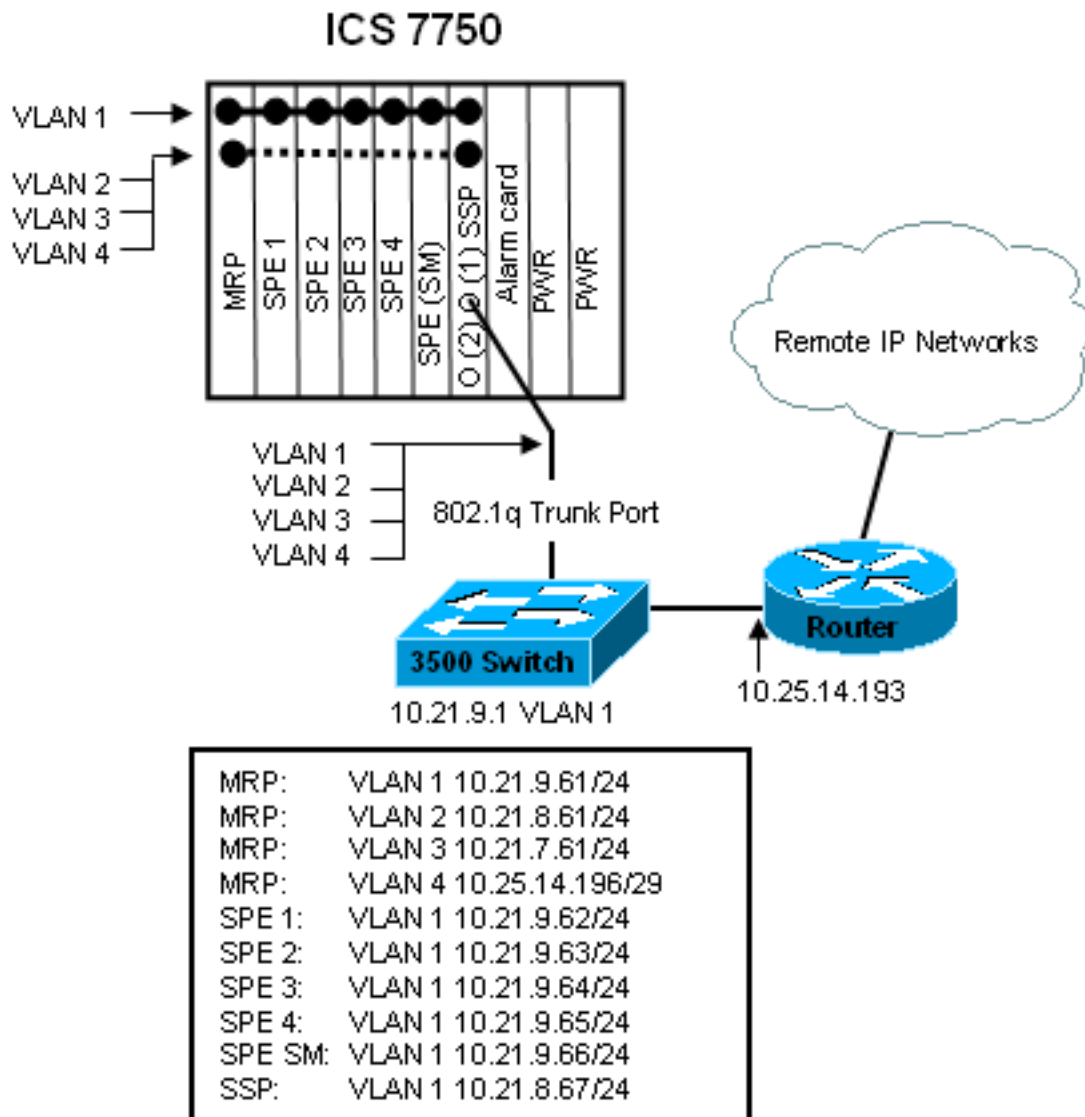 ICS 7750
VLAN 1
VLAN 2
VLAN 3
VLAN 4
MRP
SPE 1
SPE 2
SPE 3
SPE 4
SPE (SM)
O (2) O (1) SSP
Alarm card
PWR
PWR
Remote IP Networks
VLAN 1
VLAN 2
VLAN 3
VLAN 4
802.1q Trunk Port
3500 Switch
Router
10.21.9.1 VLAN 1
10.25.14.193
MRP: VLAN 1 10.21.9.61/24
MRP: VLAN 2 10.21.8.61/24
MRP: VLAN 3 10.21.7.61/24
MRP: VLAN 4 10.25.14.196/29
SPE 1: VLAN 1 10.21.9.62/24
SPE 2: VLAN 1 10.21.9.63/24
SPE 3: VLAN 1 10.21.9.64/24
SPE 4: VLAN 1 10.21.9.65/24
SPE SM: VLAN 1 10.21.9.66/24
SSP: VLAN 1 10.21.8.67/24